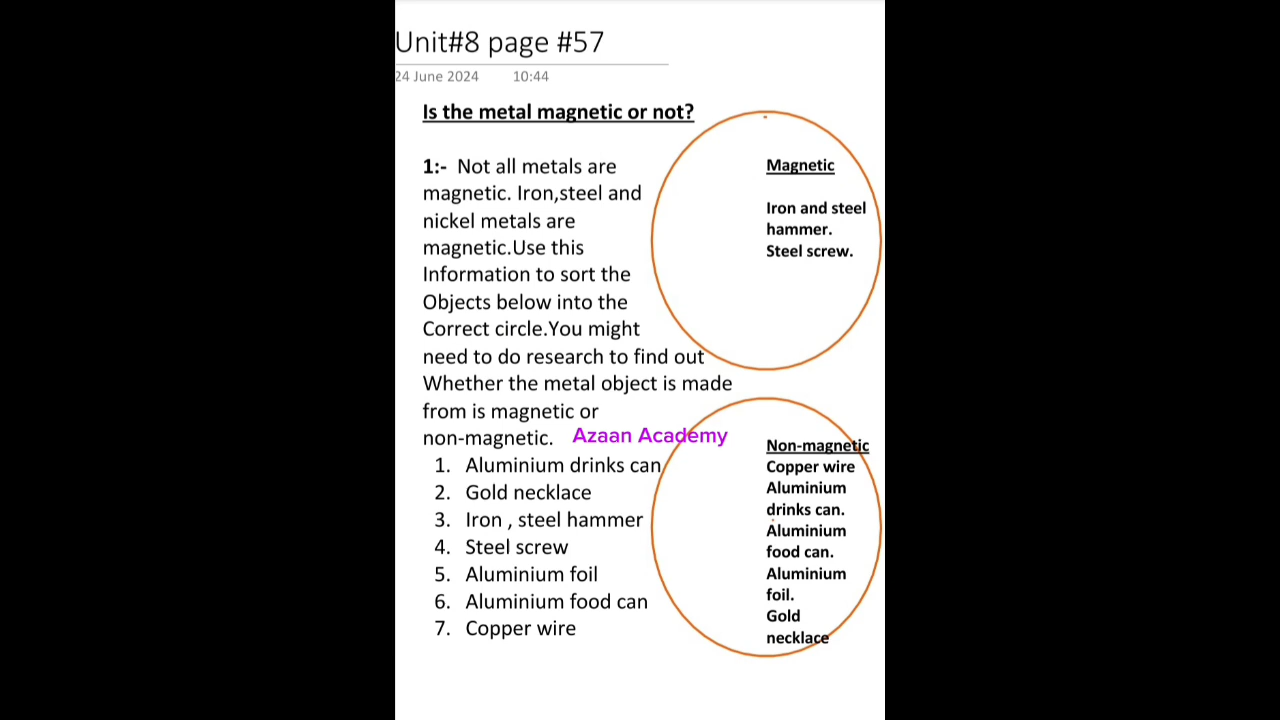 Unit#8 page #57
24 June 2024 10:44
Is the metal magnetic or not?
1:- Not all metals are
magnetic. Iron,steel and
nickel metals are
magnetic.Use this
Information to sort the
Objects below into the
Correct circle.You might
need to do research to find out
Whether the metal object is made
from is magnetic or
non-magnetic.
Azaan Academy
1. Aluminium drinks can
2. Gold necklace
3. Iron , steel hammer
4. Steel screw
5. Aluminium foil
6. Aluminium food can
7. Copper wire
Magnetic
Iron and steel
hammer.
Steel screw.
Non-magnetic
Copper wire
Aluminium
drinks can.
Aluminium
food can.
Aluminium
foil.
Gold
necklace